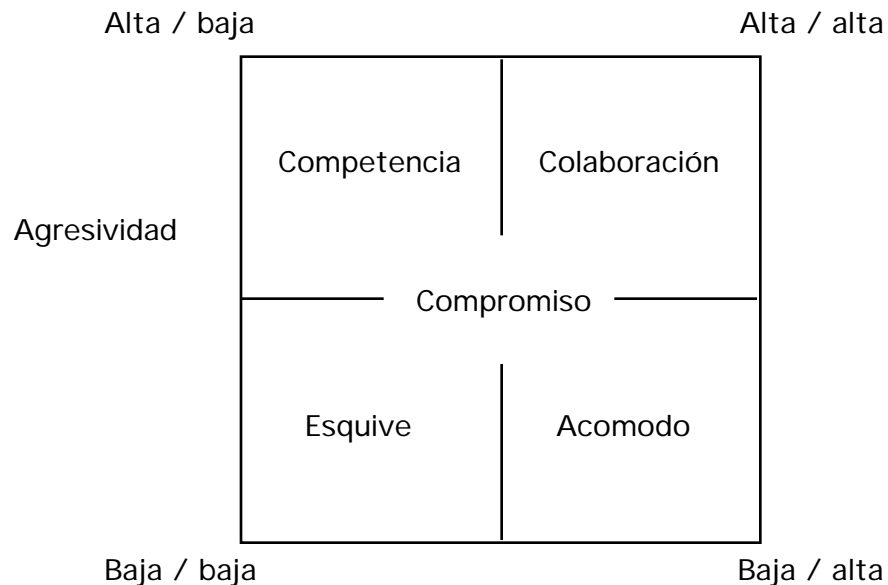 Alta / baja
Alta / alta
Competencia
Colaboración
Agresividad
Compromiso
Esquive
Acomodo
Baja / baja
Baja / alta